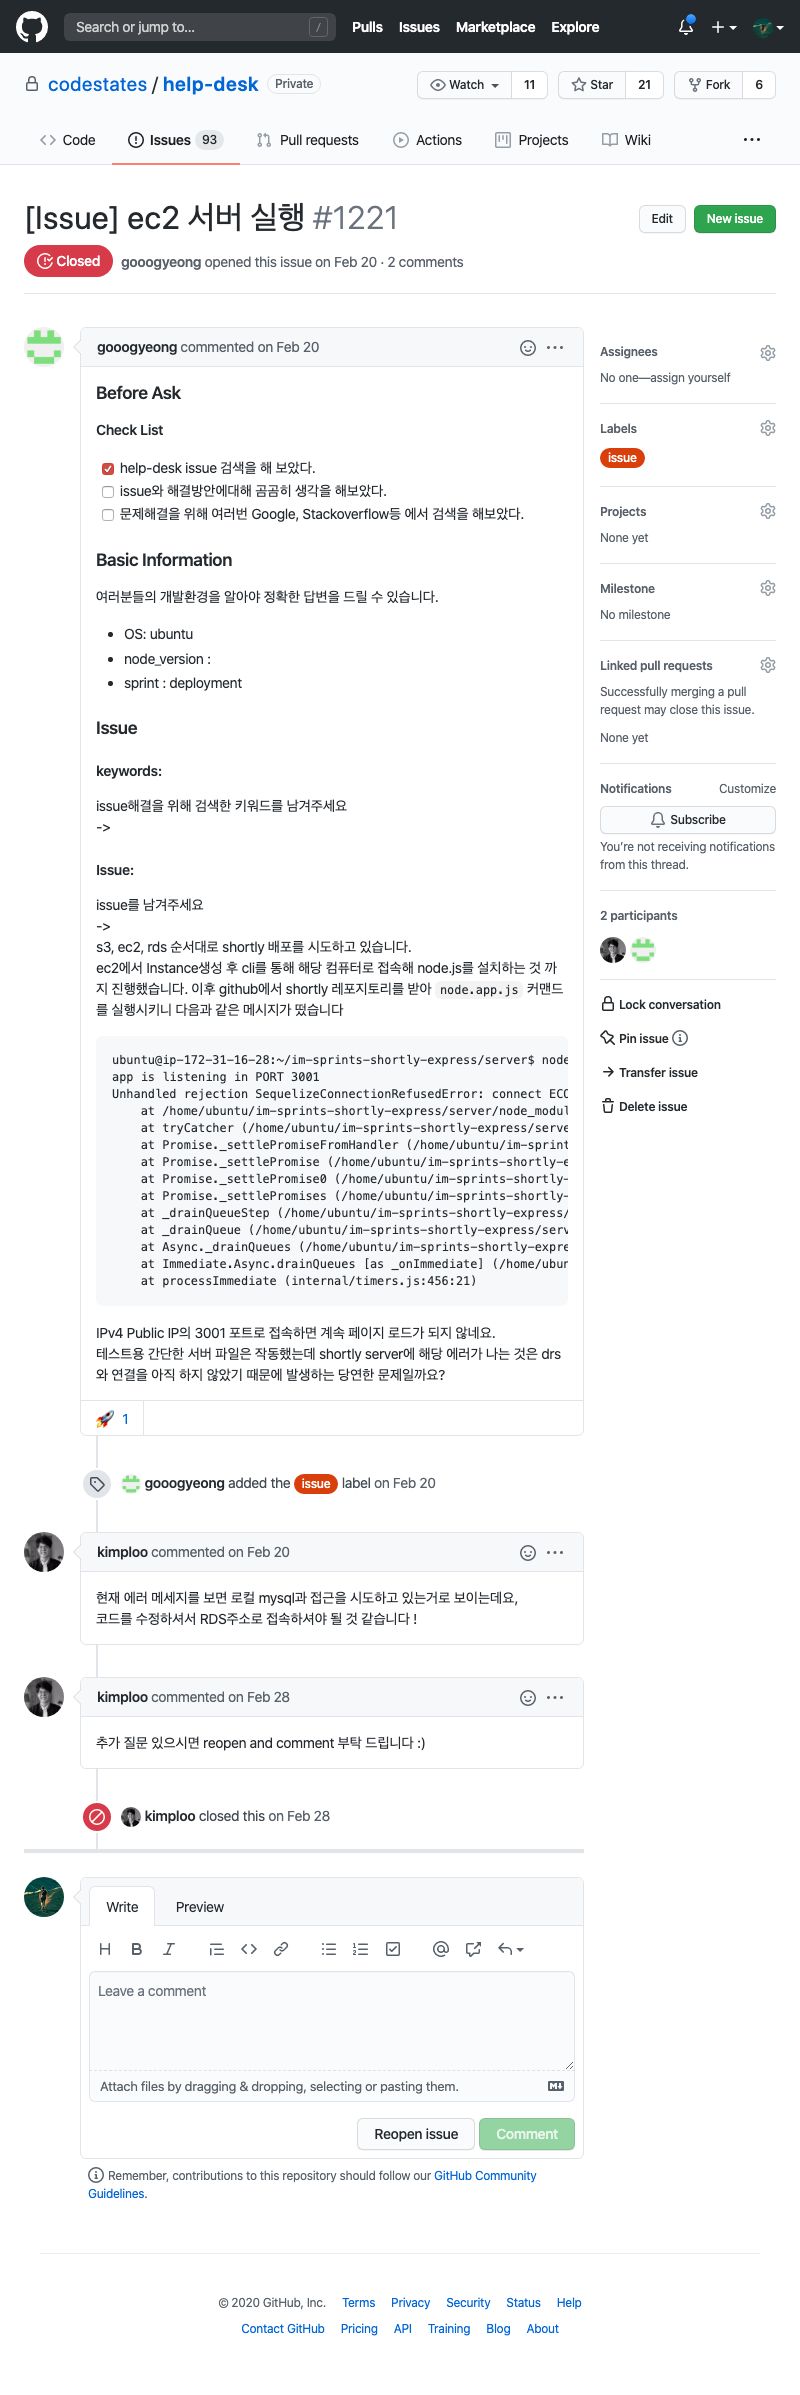 Search or jump to...
/
Pulls Issues Marketplace Explore
codestates / help-desk Private
Watch 11 Star 21 Fork 6
Code Issues 93 Pull requests Actions Projects Wiki
[Issue] ec2 서버 실행 #1221
Edit New issue
Closed gooogyeong opened this issue on Feb 20 · 2 comments
gooogyeong commented on Feb 20
Before Ask
Check List
help-desk issue 검색을 해 보았다.
issue와 해결방안에대해 곰곰히 생각을 해보았다.
문제해결을 위해 여러번 Google, Stackoverflow등 에서 검색을 해보았다.
Basic Information
여러분들의 개발환경을 알아야 정확한 답변을 드릴 수 있습니다.
• OS: ubuntu
• node_version :
• sprint : deployment
Issue
keywords:
issue해결을 위해 검색한 키워드를 남겨주세요
->
Issue:
issue를 남겨주세요
->
s3, ec2, rds 순서대로 shortly 배포를 시도하고 있습니다.
ec2에서 Instance생성 후 cli를 통해 해당 컴퓨터로 접속해 node.js를 설치하는 것 까
지 진행했습니다. 이후 github에서 shortly 레포지토리를 받아 node.app.js 커맨드
를 실행시키니 다음과 같은 메시지가 떴습니다
ubuntu@ip-172-31-16-28:~/im-sprints-shortly-express/server$ node
app is listening in PORT 3001
Unhandled rejection SequelizeConnectionRefusedError: connect ECO
at /home/ubuntu/im-sprints-shortly-express/server/node_modul
at tryCatcher (/home/ubuntu/im-sprints-shortly-express/serve
at Promise._settlePromiseFromHandler (/home/ubuntu/im-sprint
at Promise._settlePromise (/home/ubuntu/im-sprints-shortly-e
at Promise._settlePromise0 (/home/ubuntu/im-sprints-shortly-
at Promise._settlePromises (/home/ubuntu/im-sprints-shortly-
at _drainQueueStep (/home/ubuntu/im-sprints-shortly-express/
at _drainQueue (/home/ubuntu/im-sprints-shortly-express/serv
at Async._drainQueues (/home/ubuntu/im-sprints-shortly-expre
at Immediate.Async.drainQueues [as _onImmediate] (/home/ubun
at processImmediate (internal/timers.js:456:21)
IPv4 Public IP의 3001 포트로 접속하면 계속 페이지 로드가 되지 않네요.
테스트용 간단한 서버 파일은 작동했는데 shortly server에 해당 에러가 나는 것은 drs
와 연결을 아직 하지 않았기 때문에 발생하는 당연한 문제일까요?
🚀 1
gooogyeong added the issue label on Feb 20
kimploo commented on Feb 20
현재 에러 메세지를 보면 로컬 mysql과 접근을 시도하고 있는거로 보이는데요,
코드를 수정하셔서 RDS주소로 접속하셔야 될 것 같습니다 !
kimploo commented on Feb 28
추가 질문 있으시면 reopen and comment 부탁 드립니다 :)
kimploo closed this on Feb 28
Write Preview
Leave a comment
Attach files by dragging & dropping, selecting or pasting them.
Reopen issue Comment
Remember, contributions to this repository should follow our GitHub Community
Guidelines.
Assignees
No one—assign yourself
Labels
issue
Projects
None yet
Milestone
No milestone
Linked pull requests
Successfully merging a pull
request may close this issue.
None yet
Notifications Customize
Subscribe
You’re not receiving notifications
from this thread.
2 participants
Lock conversation
Pin issue
Transfer issue
Delete issue
© 2020 GitHub, Inc. Terms Privacy Security Status Help
Contact GitHub Pricing API Training Blog About